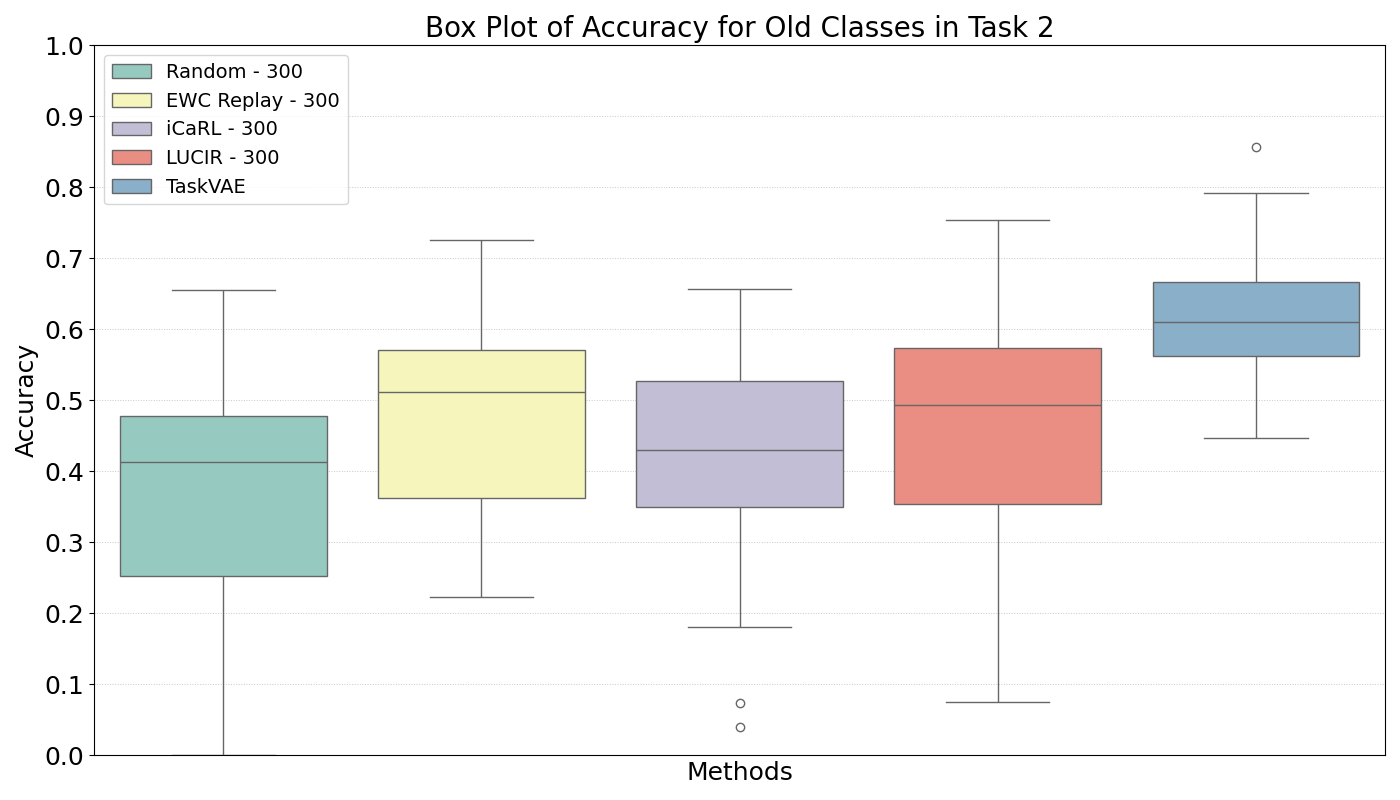 Box Plot of Accuracy for Old Classes in Task 2
1.0
0.9
0.8
0.7
0.6
0.5
0.4
0.3
0.2
0.1
0.0
Accuracy
Random - 300
EWC Replay - 300
iCaRL - 300
LUCIR - 300
TaskVAE
Methods